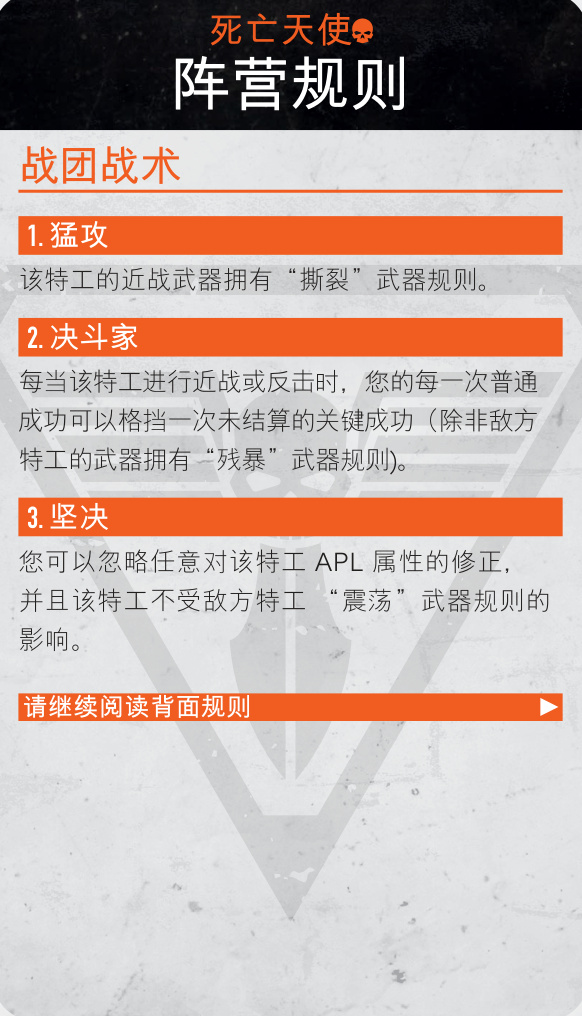 死亡天使
阵营规则
战团战术
1. 猛攻
该特工的近战武器拥有“撕裂”武器规则。
2. 决斗家
每当该特工进行近战或反击时，您的每一次普通
成功可以格挡一次未结算的关键成功（除非敌方
特工的武器拥有“残暴”武器规则)。
3. 坚决
您可以忽略任意对该特工 APL 属性的修正，
并且该特工不受敌方特工 “震荡”武器规则的
影响。
请继续阅读背面规则